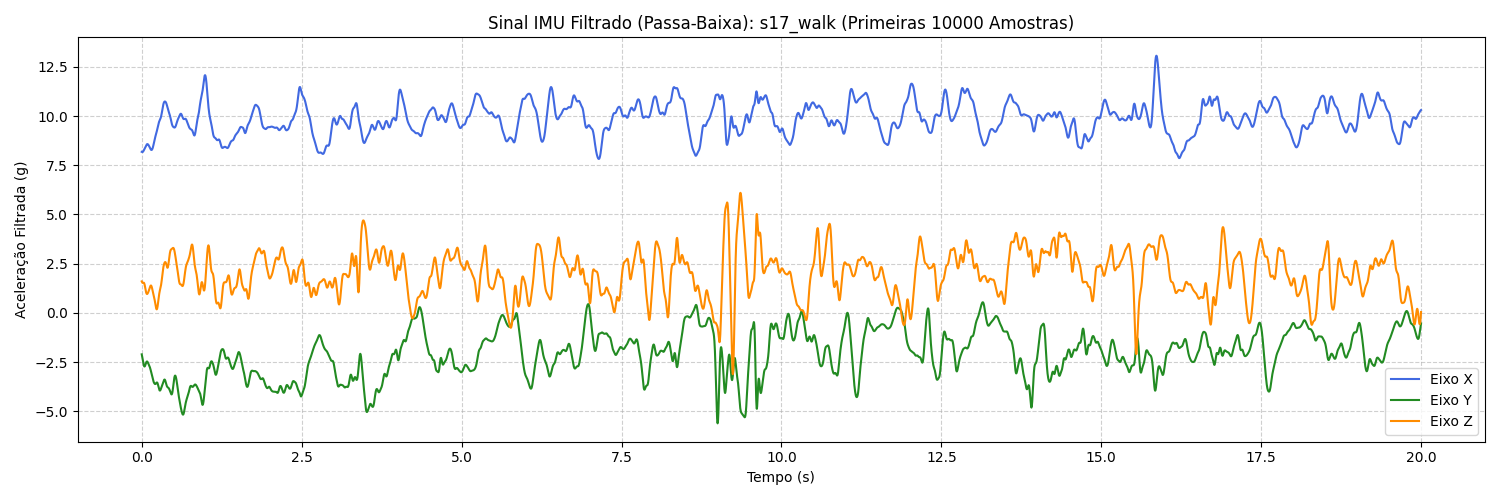 Sinal IMU Filtrado (Passa-Baixa): s17_walk (Primeiras 10000 Amostras)
Aceleração Filtrada (g)
12.5
10.0
7.5
5.0
2.5
0.0
−2.5
−5.0
0.0 2.5 5.0 7.5 10.0 12.5 15.0 17.5 20.0
Tempo (s)
Eixo X
Eixo Y
Eixo Z